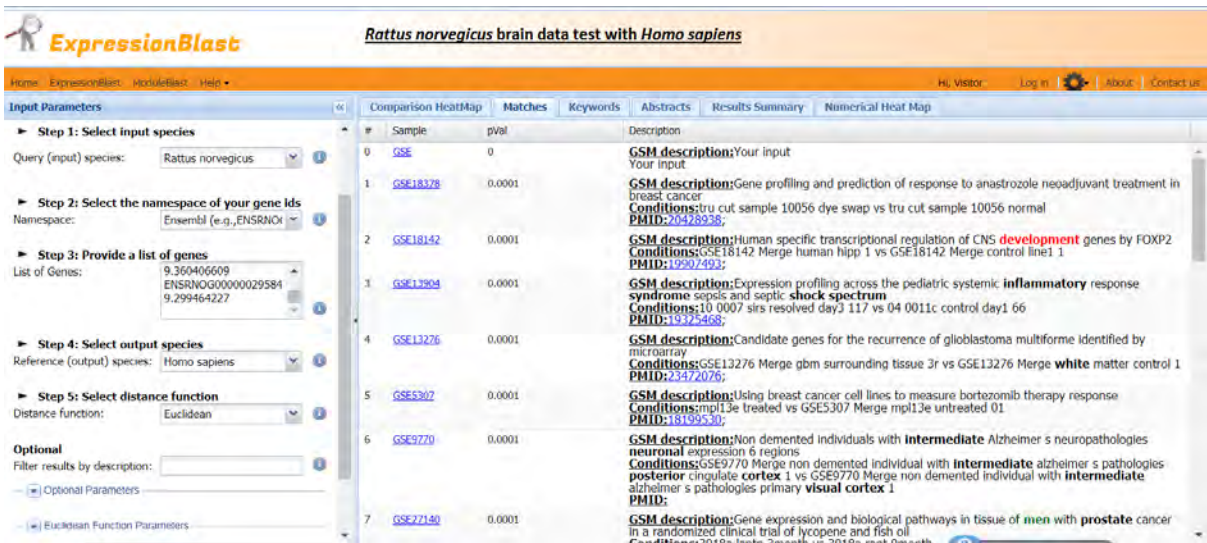 ExpressionBlast
Rattus norvegicus brain data test with Homo sapiens
Home ExpressionBlast ModuleBlast Help
Hi, Visitor Log in About Contact us
Input Parameters
Step 1: Select input species
Query (input) species: Rattus norvegicus
Step 2: Select the namespace of your gene ids
Namespace: Ensembl (e.g.,ENSRNO
Step 3: Provide a list of genes
List of Genes: 9.360406609
ENSRNOG00000029584
9.299464227
Step 4: Select output species
Reference (output) species: Homo sapiens
Step 5: Select distance function
Distance function: Euclidean
Optional
Filter results by description:
Optional Parameters
Euclidean Function Parameters
Comparison HeatMap Matches Keywords Abstracts Results Summary Numerical Heat Map
# Sample pVal Description
0 GSE 0 GSM description:Your input
Your input
1 GSE18378 0.0001 GSM description:Gene profiling and prediction of response to anastrozole neoadjuvant treatment in
breast cancer
Conditions:tru cut sample 10056 dye swap vs tru cut sample 10056 normal
PMID:20428938;
2 GSE18142 0.0001 GSM description:Human specific transcriptional regulation of CNS development genes by FOXP2
Conditions:GSE18142 Merge human hipp 1 vs GSE18142 Merge control line1 1
PMID:19907493;
3 GSE13904 0.0001 GSM description:Expression profiling across the pediatric systemic inflammatory response
syndrome sepsis and septic shock spectrum
Conditions:10 0007 sirs resolved day3 117 vs 04 0011c control day1 66
PMID:19325468;
4 GSE13276 0.0001 GSM description:Candidate genes for the recurrence of glioblastoma multiforme identified by
microarray
Conditions:GSE13276 Merge gbm surrounding tissue 3r vs GSE13276 Merge white matter control 1
PMID:23472076;
5 GSE5307 0.0001 GSM description:Using breast cancer cell lines to measure bortezomib therapy response
Conditions:mpl13e treated vs GSE5307 Merge mpl13e untreated 01
PMID:18199530;
6 GSE9770 0.0001 GSM description:Non demented individuals with intermediate Alzheimer s neuropathologies
neuronal expression 6 regions
Conditions:GSE9770 Merge non demented individual with intermediate alzheimer s pathologies
posterior cingulate cortex 1 vs GSE9770 Merge non demented individual with intermediate
alzheimer s pathologies primary visual cortex 1
PMID:
7 GSE27140 0.0001 GSM description:Gene expression and biological pathways in tissue of men with prostate cancer
in a randomized clinical trial of lycopene and fish oil